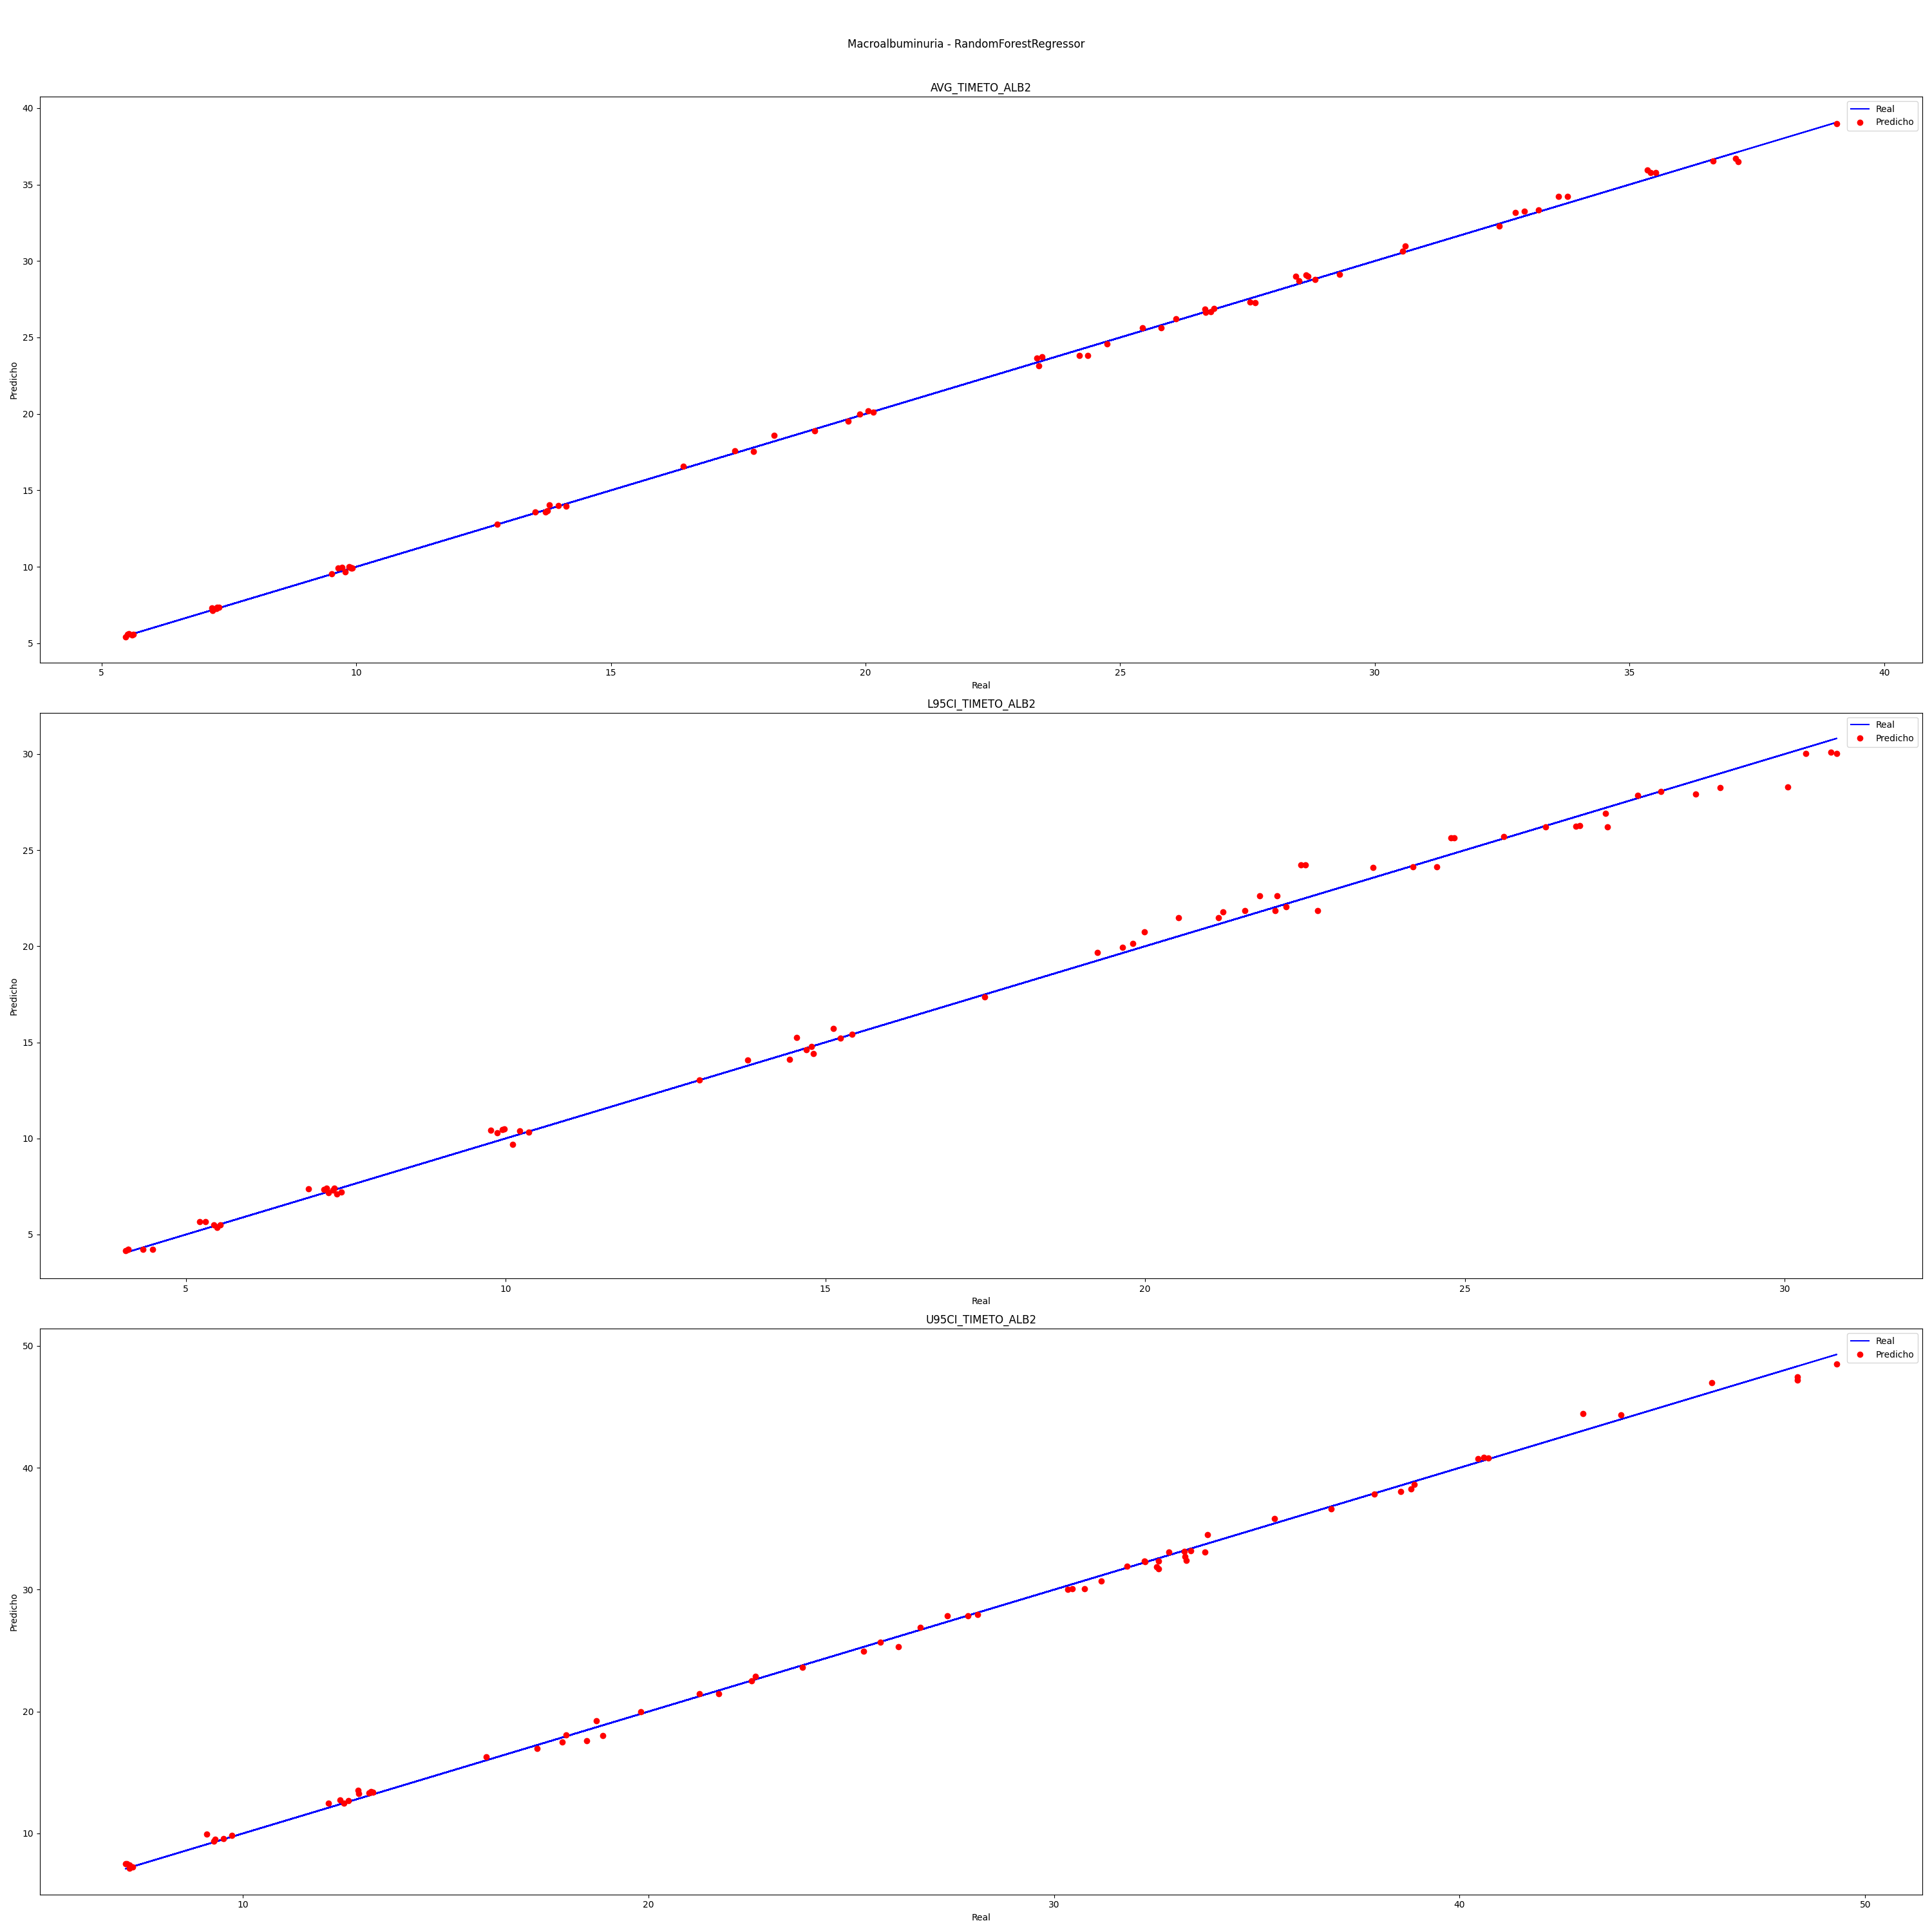 Macroalbuminuria - RandomForestRegressor
AVG_TIMETO_ALB2
Real
Predicho
40
35
30
25
20
15
10
5
Predicho
5
10
15
20
25
30
35
40
Real
L95CI_TIMETO_ALB2
Real
Predicho
30
25
20
15
10
5
Predicho
5
10
15
20
25
30
Real
U95CI_TIMETO_ALB2
Real
Predicho
50
40
30
20
10
Predicho
10
20
30
40
50
Real